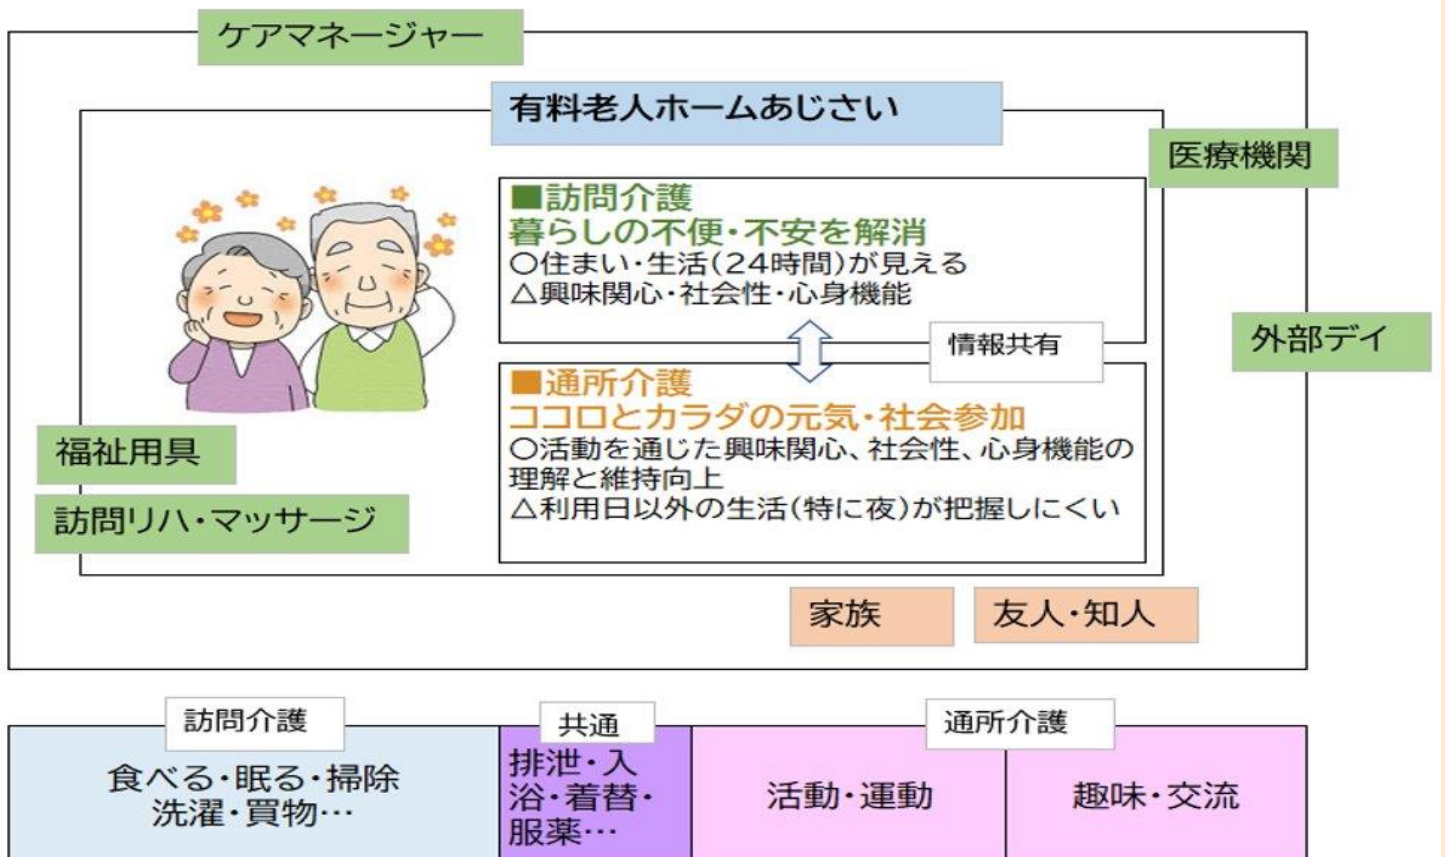 ケアマネージャー
有料老人ホームあじさい
医療機関
■訪問介護
暮らしの不便・不安を解消
○住まい・生活(24時間)が見える
△興味関心・社会性・心身機能
情報共有
外部デイ
■通所介護
ココロとカラダの元気・社会参加
○活動を通じた興味関心、社会性、心身機能の
理解と維持向上
△利用日以外の生活(特に夜)が把握しにくい
福祉用具
訪問リハ・マッサージ
家族
友人・知人
訪問介護
食べる・眠る・掃除
洗濯・買物…
共通
排泄・入
浴・着替・
服薬…
通所介護
活動・運動
趣味・交流